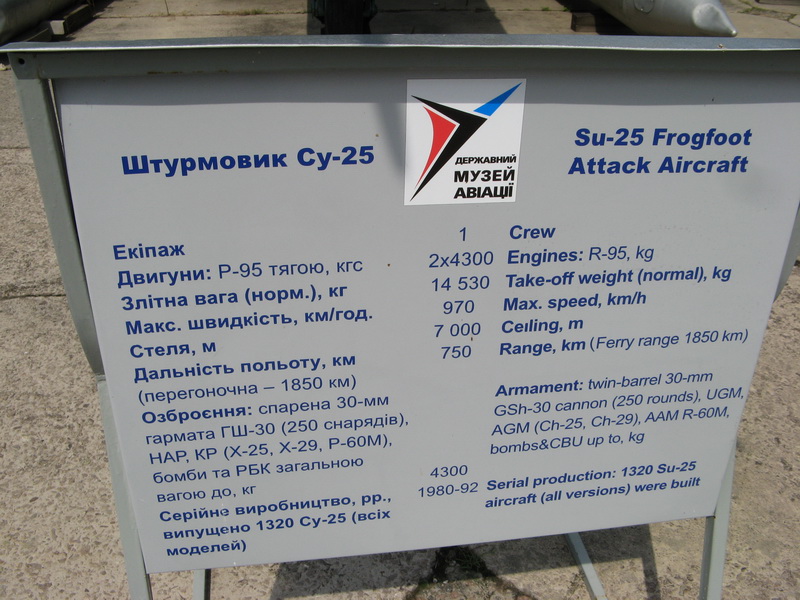 Штурмовик Су-25
ДЕРЖАВНИЙ
МУЗЕЙ
АВІАЦІЇ
Su-25 Frogfoot
Attack Aircraft
Екіпаж
Двигуни: Р-95 тягою, кгс
Злітна вага (норм.), кг
Макс. швидкість, км/год.
Стеля, м
Дальність польоту, км
(перегоночна – 1850 км)
Озброєння: спарена 30-мм
гармата ГШ-30 (250 снарядів),
НАР, КР (Х-25, Х-29, Р-60М),
бомби та РБК загальною
вагою до, кг
Серійне виробництво, рр.,
випущено 1320 Су-25 (всіх
моделей)
1
2x4300
14 530
970
7 000
750
4300
1980-92
Crew
Engines: R-95, kg
Take-off weight (normal), kg
Max. speed, km/h
Ceiling, m
Range, km (Ferry range 1850 km)
Armament: twin-barrel 30-mm
GSh-30 cannon (250 rounds), UGM,
AGM (Ch-25, Ch-29), AAM R-60M,
bombs&CBU up to, kg
Serial production: 1320 Su-25
aircraft (all versions) were built